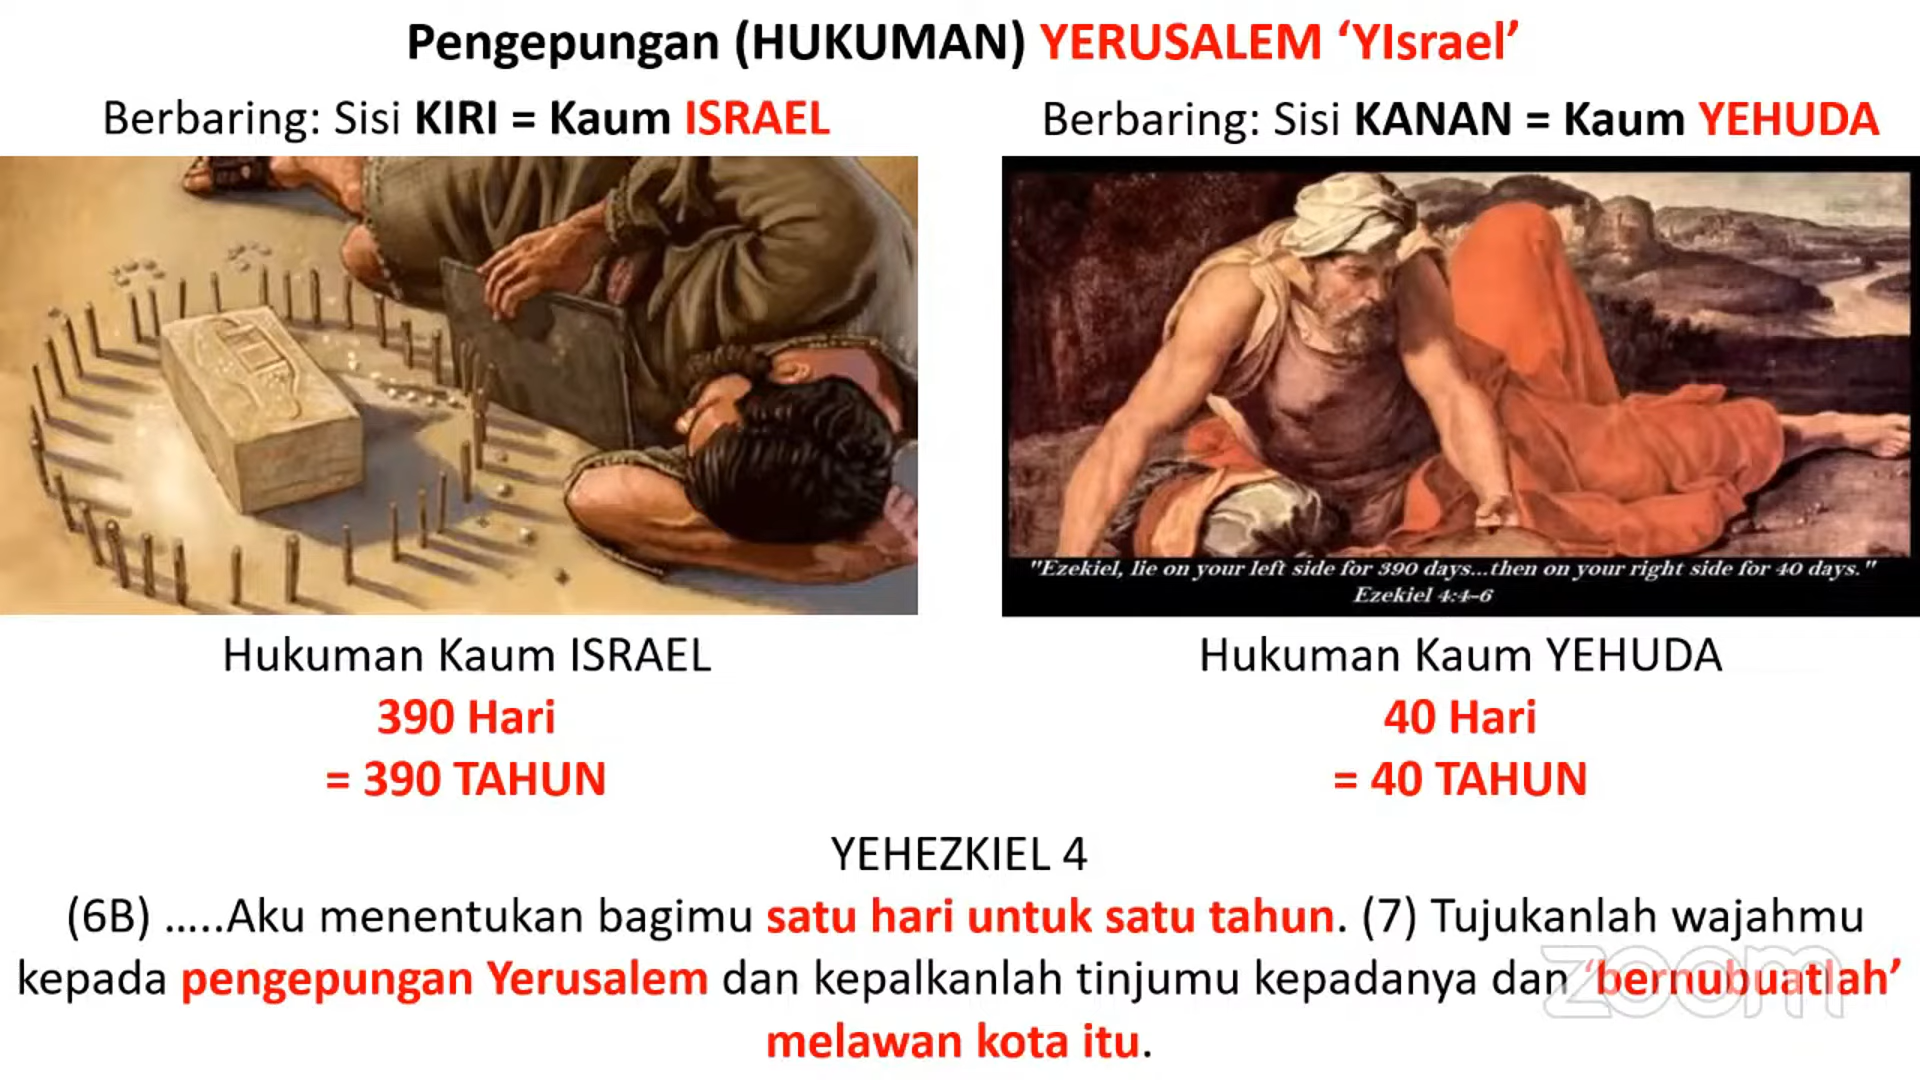 Pengepungan (HUKUMAN) YERUSALEM ‘YIsrael’
Berbaring: Sisi KIRI = Kaum ISRAEL
Berbaring: Sisi KANAN = Kaum YEHUDA
"Ezekiel, lie on your left side for 390 days...then on your right side for 40 days."
Ezekiel 4:4-6
Hukuman Kaum ISRAEL
390 Hari
= 390 TAHUN
Hukuman Kaum YEHUDA
40 Hari
= 40 TAHUN
YEHEZKIEL 4
(6B) …..Aku menentukan bagimu satu hari untuk satu tahun. (7) Tujukanlah wajahmu
kepada pengepungan Yerusalem dan kepalkanlah tinjumu kepadanya dan ‘bernubuatlah’
melawan kota itu.
zoom